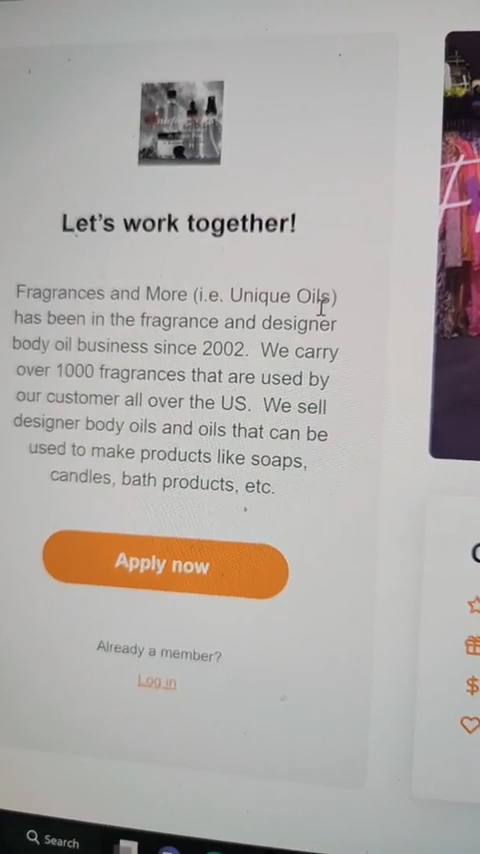 Let's work together!
Fragrances and More (i.e. Unique Oils)
has been in the fragrance and designer
body oil business since 2002.  We carry
over 1000 fragrances that are used by
our customer all over the US.  We sell
designer body oils and oils that can be
used to make products like soaps,
candles, bath products, etc.
Apply now
Already a member?
Log in
Search